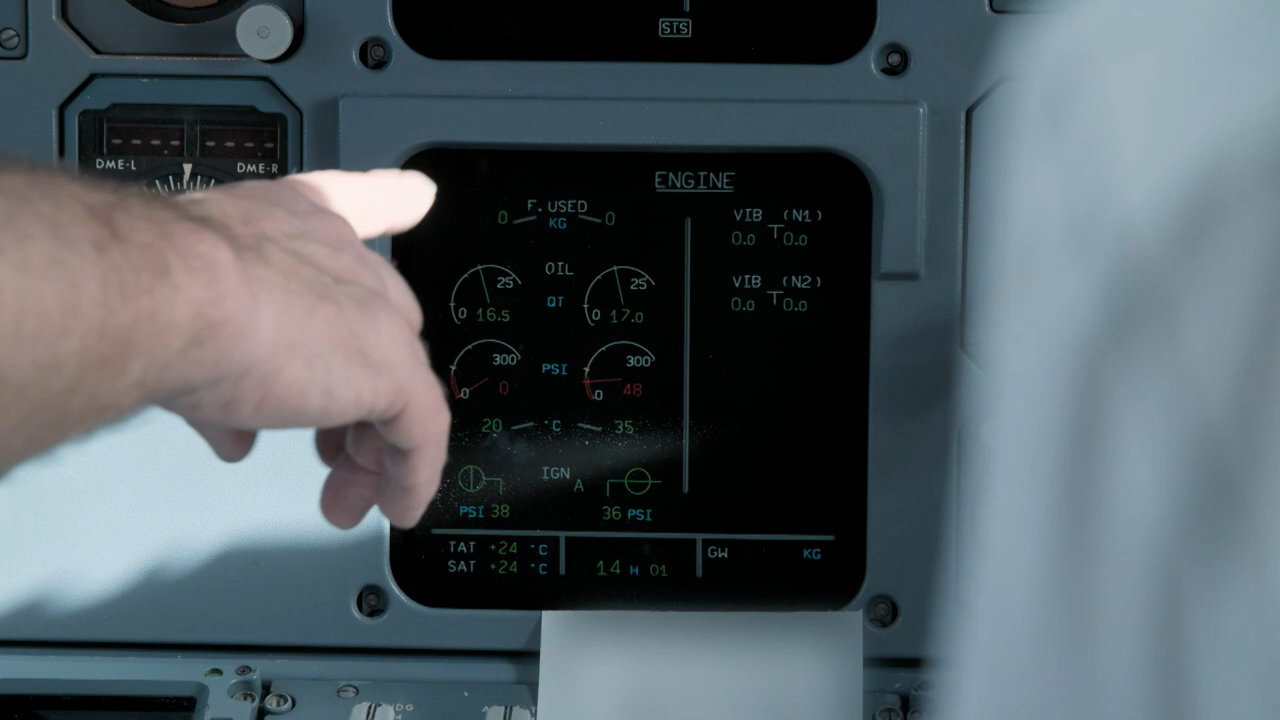 STS
DME-L DME-R
ENGINE
F.USED
0 KG 0
VIB (N1)
0.0 0.0
OIL
VIB (N2)
0.0 0.0
25 25
QT
0 16.5 0 17.0
300 PSI 300
0 0 0 48
20 °C 35
IGN
A
PSI 38 36 PSI
TAT +24 °C GW KG
SAT +24 °C 14 H 01